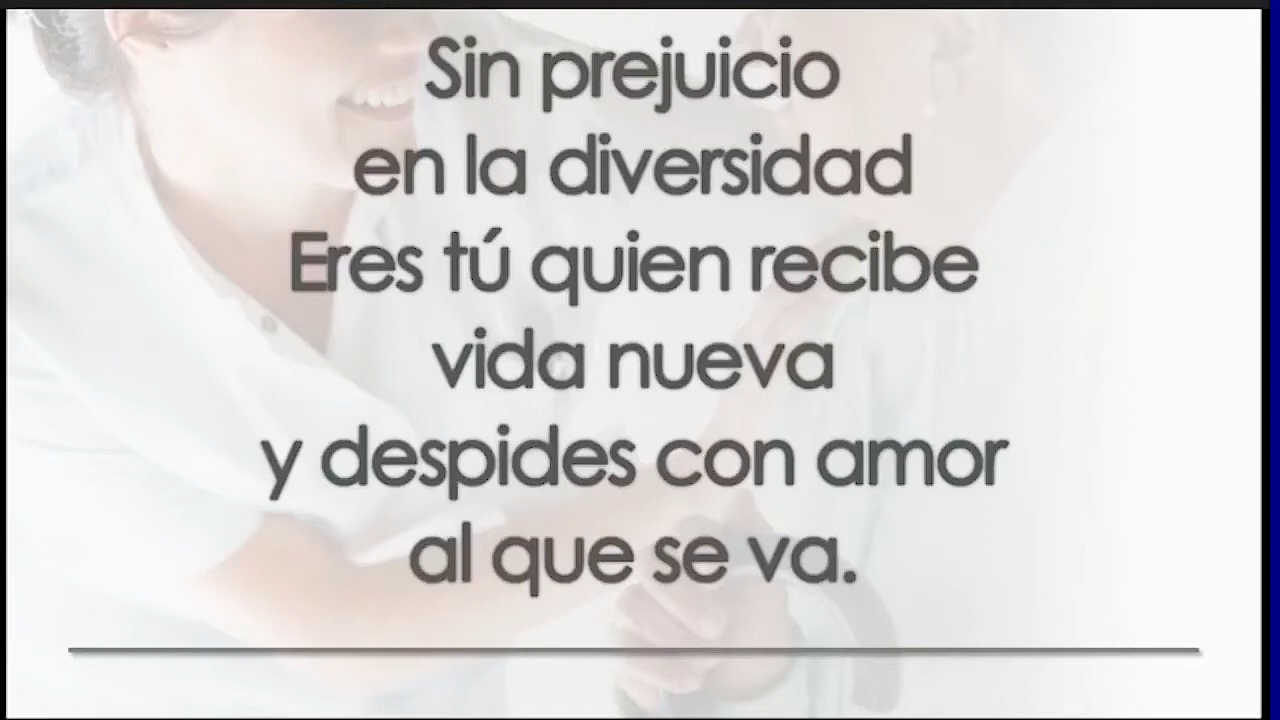 Sin prejuicio
en la diversidad
Eres tú quien recibe
vida nueva
y despides con amor
al que se va.